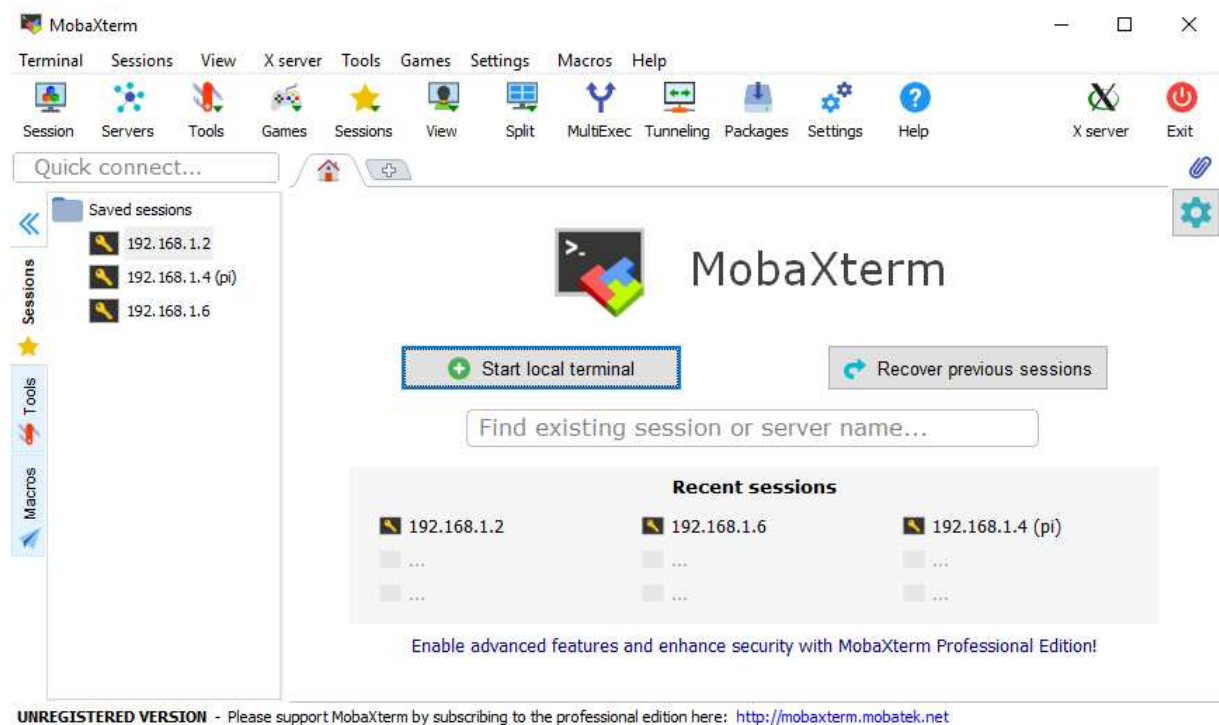 MobaXterm
Terminal Sessions View X server Tools Games Settings Macros Help
Session Servers Tools Games Sessions View Split MultiExec Tunneling Packages Settings Help X server Exit
Quick connect...
Saved sessions
192.168.1.2
192.168.1.4 (pi)
192.168.1.6
Sessions
Tools
Macros
>_
MobaXterm
Start local terminal Recover previous sessions
Find existing session or server name...
Recent sessions
192.168.1.2 192.168.1.6 192.168.1.4 (pi)
... ... ...
... ... ...
Enable advanced features and enhance security with MobaXterm Professional Edition!
UNREGISTERED VERSION - Please support MobaXterm by subscribing to the professional edition here: http://mobaxterm.mobatek.net